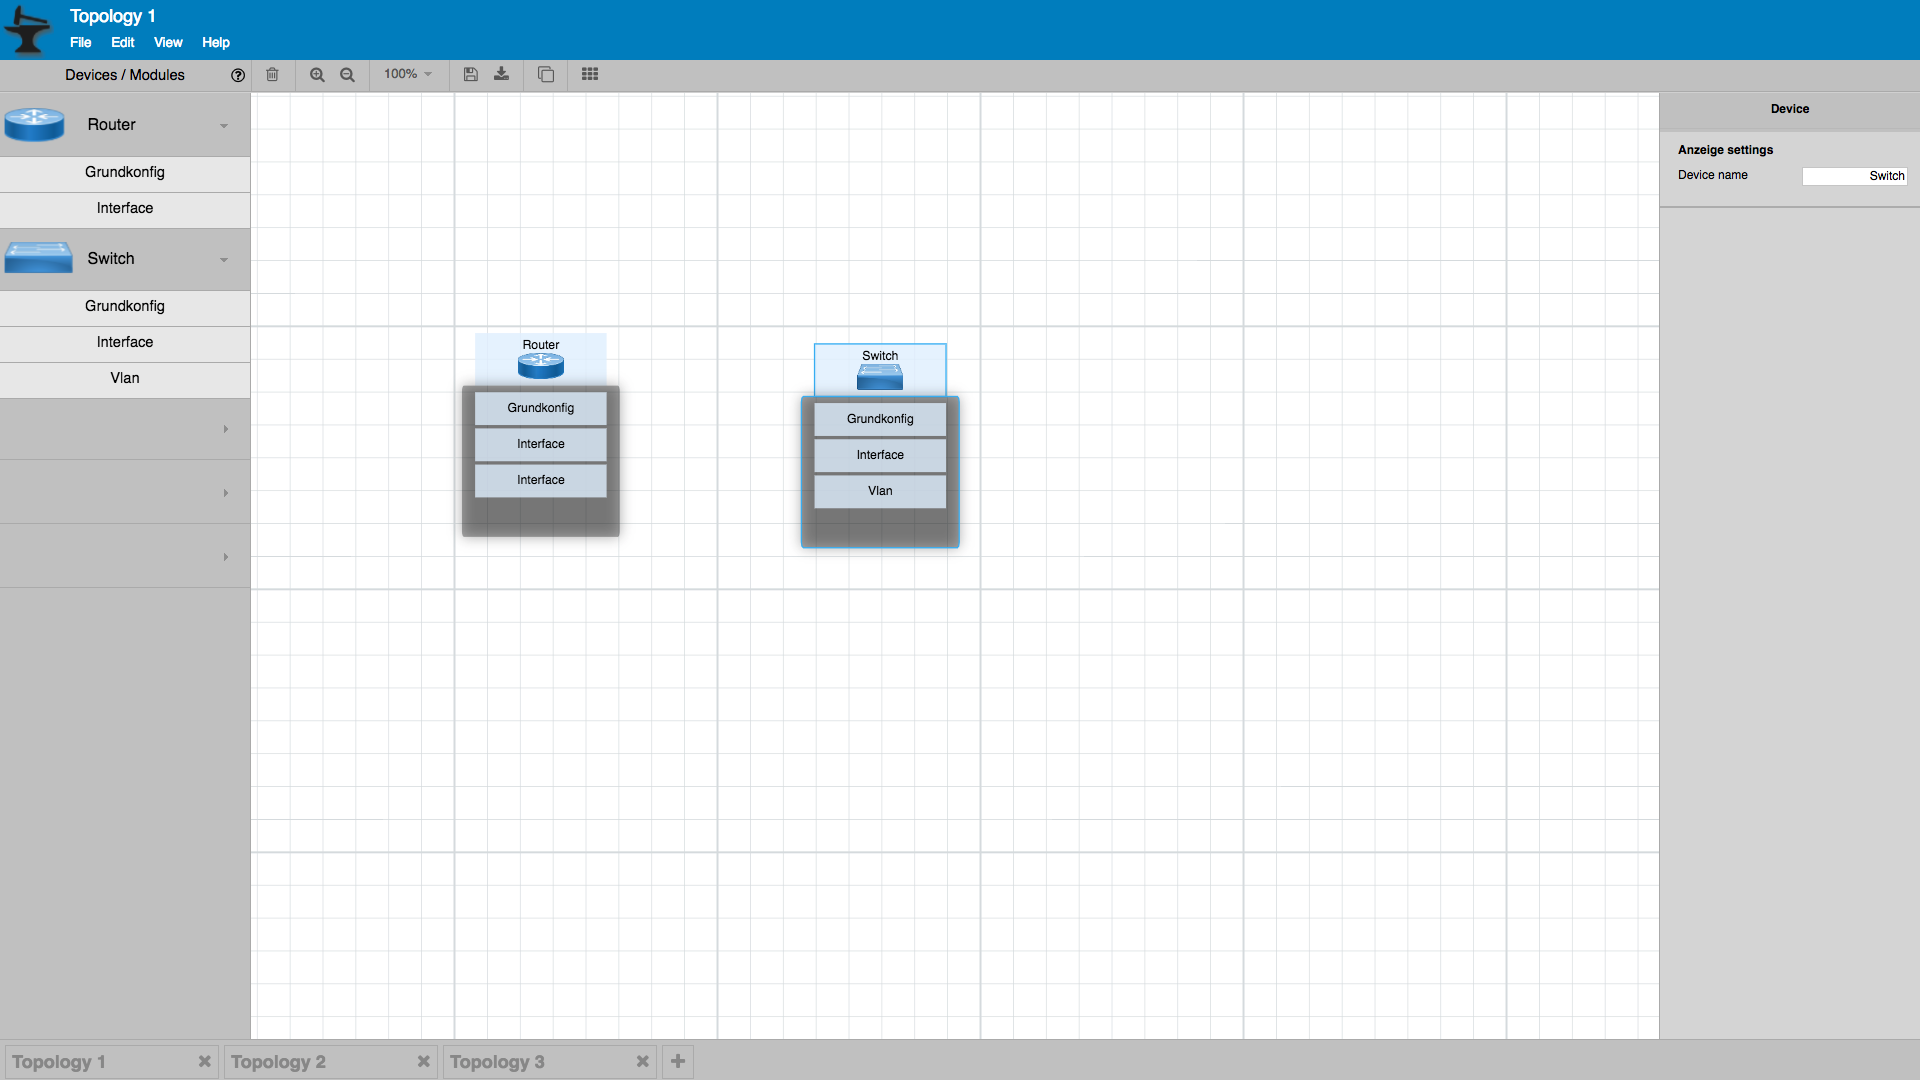 Topology 1
File Edit View Help
Devices / Modules
100%
Router
Grundkonfig
Interface
Switch
Grundkonfig
Interface
Vlan
Router
Grundkonfig
Interface
Interface
Switch
Grundkonfig
Interface
Vlan
Device
Anzeige settings
Device name Switch
Topology 1 Topology 2 Topology 3